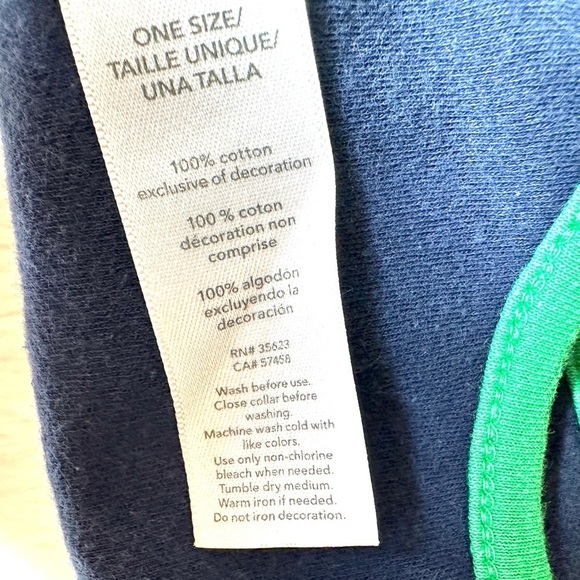 ONE SIZE/
TAILLE UNIQUE/
UNA TALLA
100% cotton
exclusive of decoration
100 % coton
décoration non
comprise
100% algodón
excluyendo la
decoración
RN# 35623
CA# 57458
Wash before use.
Close collar before
washing.
Machine wash cold with
like colors.
Use only non-chlorine
bleach when needed.
Tumble dry medium.
Warm iron if needed.
Do not iron decoration.